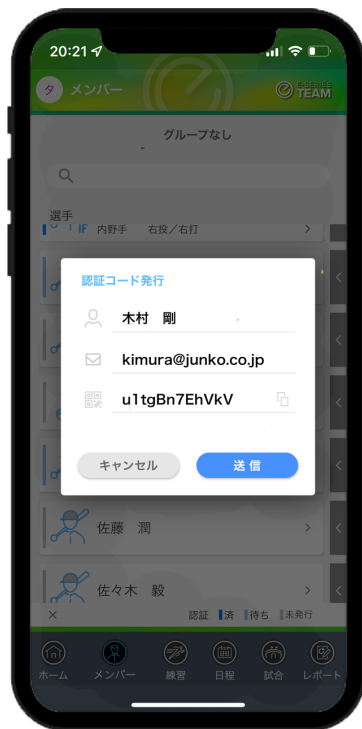 20:21
タ メンバー
E-SERIES TEAM
グループなし
選手
IF 内野手 右投／右打
認証コード発行
木村 剛
kimura@junko.co.jp
u1tgBn7EhVkV
キャンセル 送信
佐藤 潤
佐々木 毅
認証 済 待ち 未発行
ホーム メンバー 練習 日程 試合 レポート